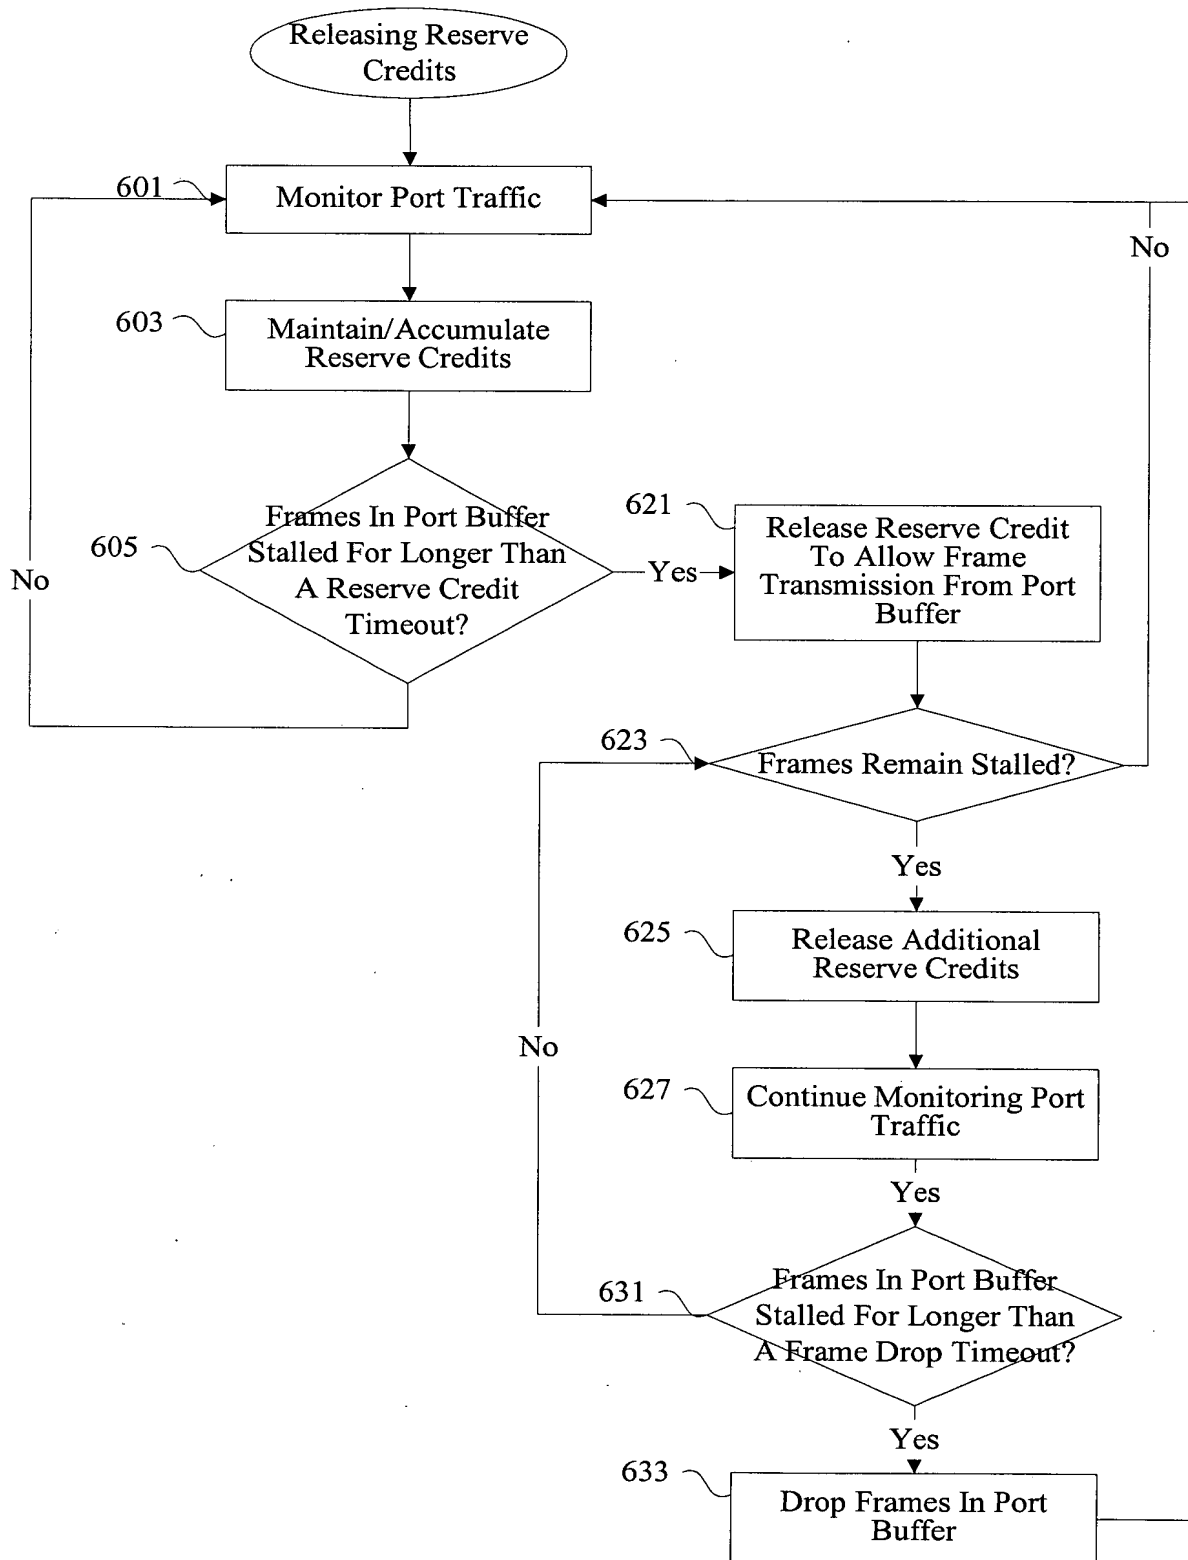 Releasing Reserve
Credits
601
Monitor Port Traffic
No
603
Maintain/Accumulate
Reserve Credits
605
Frames In Port Buffer
Stalled For Longer Than
A Reserve Credit
Timeout?
No
Yes
621
Release Reserve Credit
To Allow Frame
Transmission From Port
Buffer
623
Frames Remain Stalled?
Yes
625
Release Additional
Reserve Credits
No
627
Continue Monitoring Port
Traffic
Yes
631
Frames In Port Buffer
Stalled For Longer Than
A Frame Drop Timeout?
Yes
633
Drop Frames In Port
Buffer